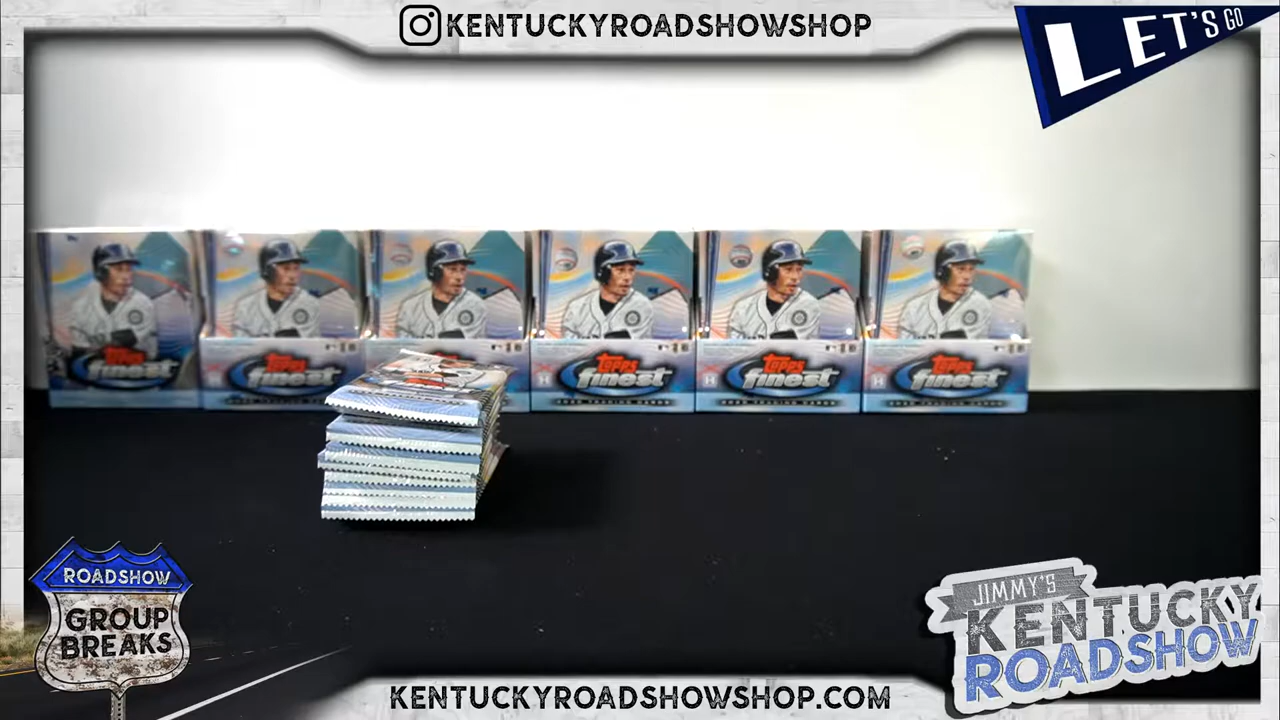 KENTUCKYROADSHOWSHOP
LET'S GO
TOPPS
finest
TOPPS
finest
TOPPS
finest
TOPPS
finest
TOPPS
finest
ROADSHOW
GROUP
BREAKS
JIMMY'S
KENTUCKY
ROADSHOW
KENTUCKYROADSHOWSHOP.COM